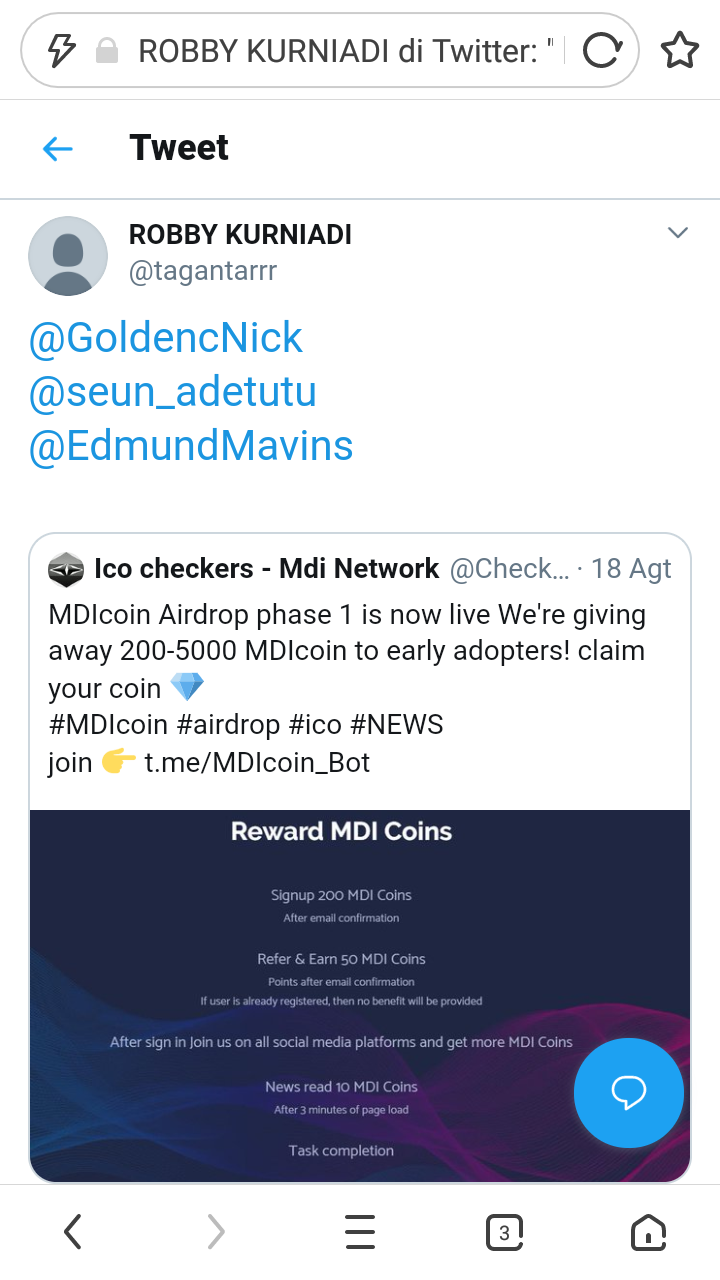 ROBBY KURNIADI di Twitter: "
Tweet
ROBBY KURNIADI
@tagantarrr
@GoldencNick
@seun_adetutu
@EdmundMavins
Ico checkers - Mdi Network @Check... · 18 Agt
MDIcoin Airdrop phase 1 is now live We're giving
away 200-5000 MDIcoin to early adopters! claim
your coin 💎
#MDIcoin #airdrop #ico #NEWS
join 👉 t.me/MDIcoin_Bot
Reward MDI Coins
Signup 200 MDI Coins
After email confirmation
Refer & Earn 50 MDI Coins
Points after email confirmation
If user is already registered, then no benefit will be provided
After sign in Join us on all social media platforms and get more MDI Coins
News read 10 MDI Coins
After 3 minutes of page load
Task completion
3